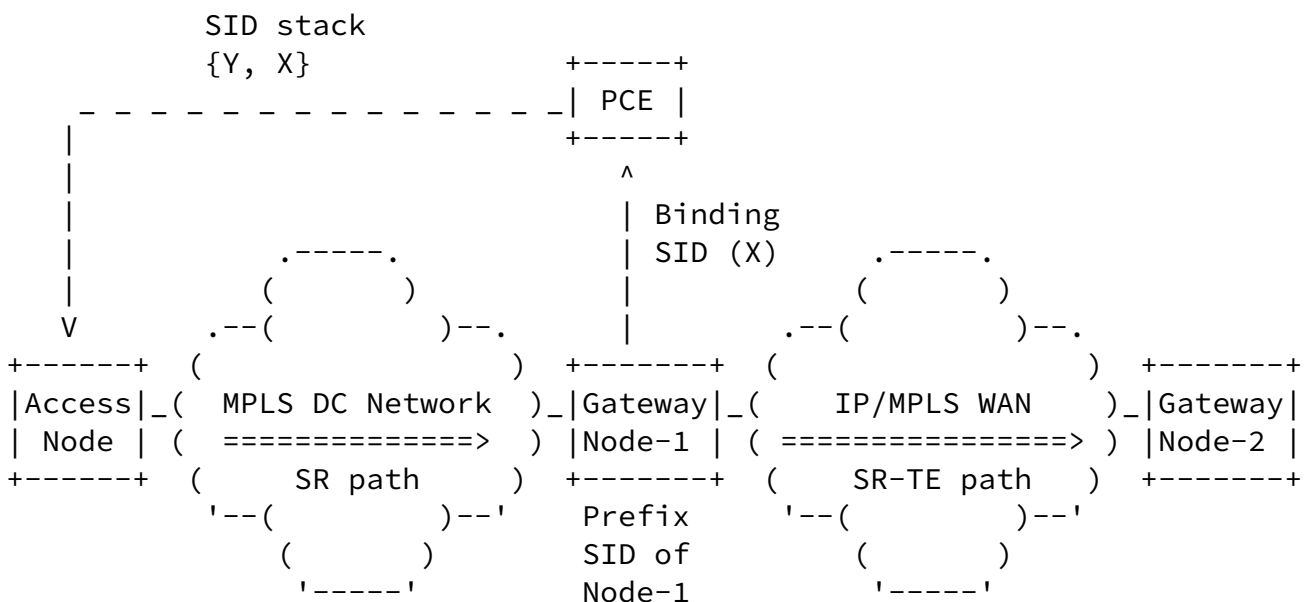 SID stack
{Y, X}
PCE
Binding
SID (X)
Access
Node
MPLS DC Network
SR path
Gateway
Node-1
IP/MPLS WAN
SR-TE path
Gateway
Node-2
Prefix
SID of
Node-1